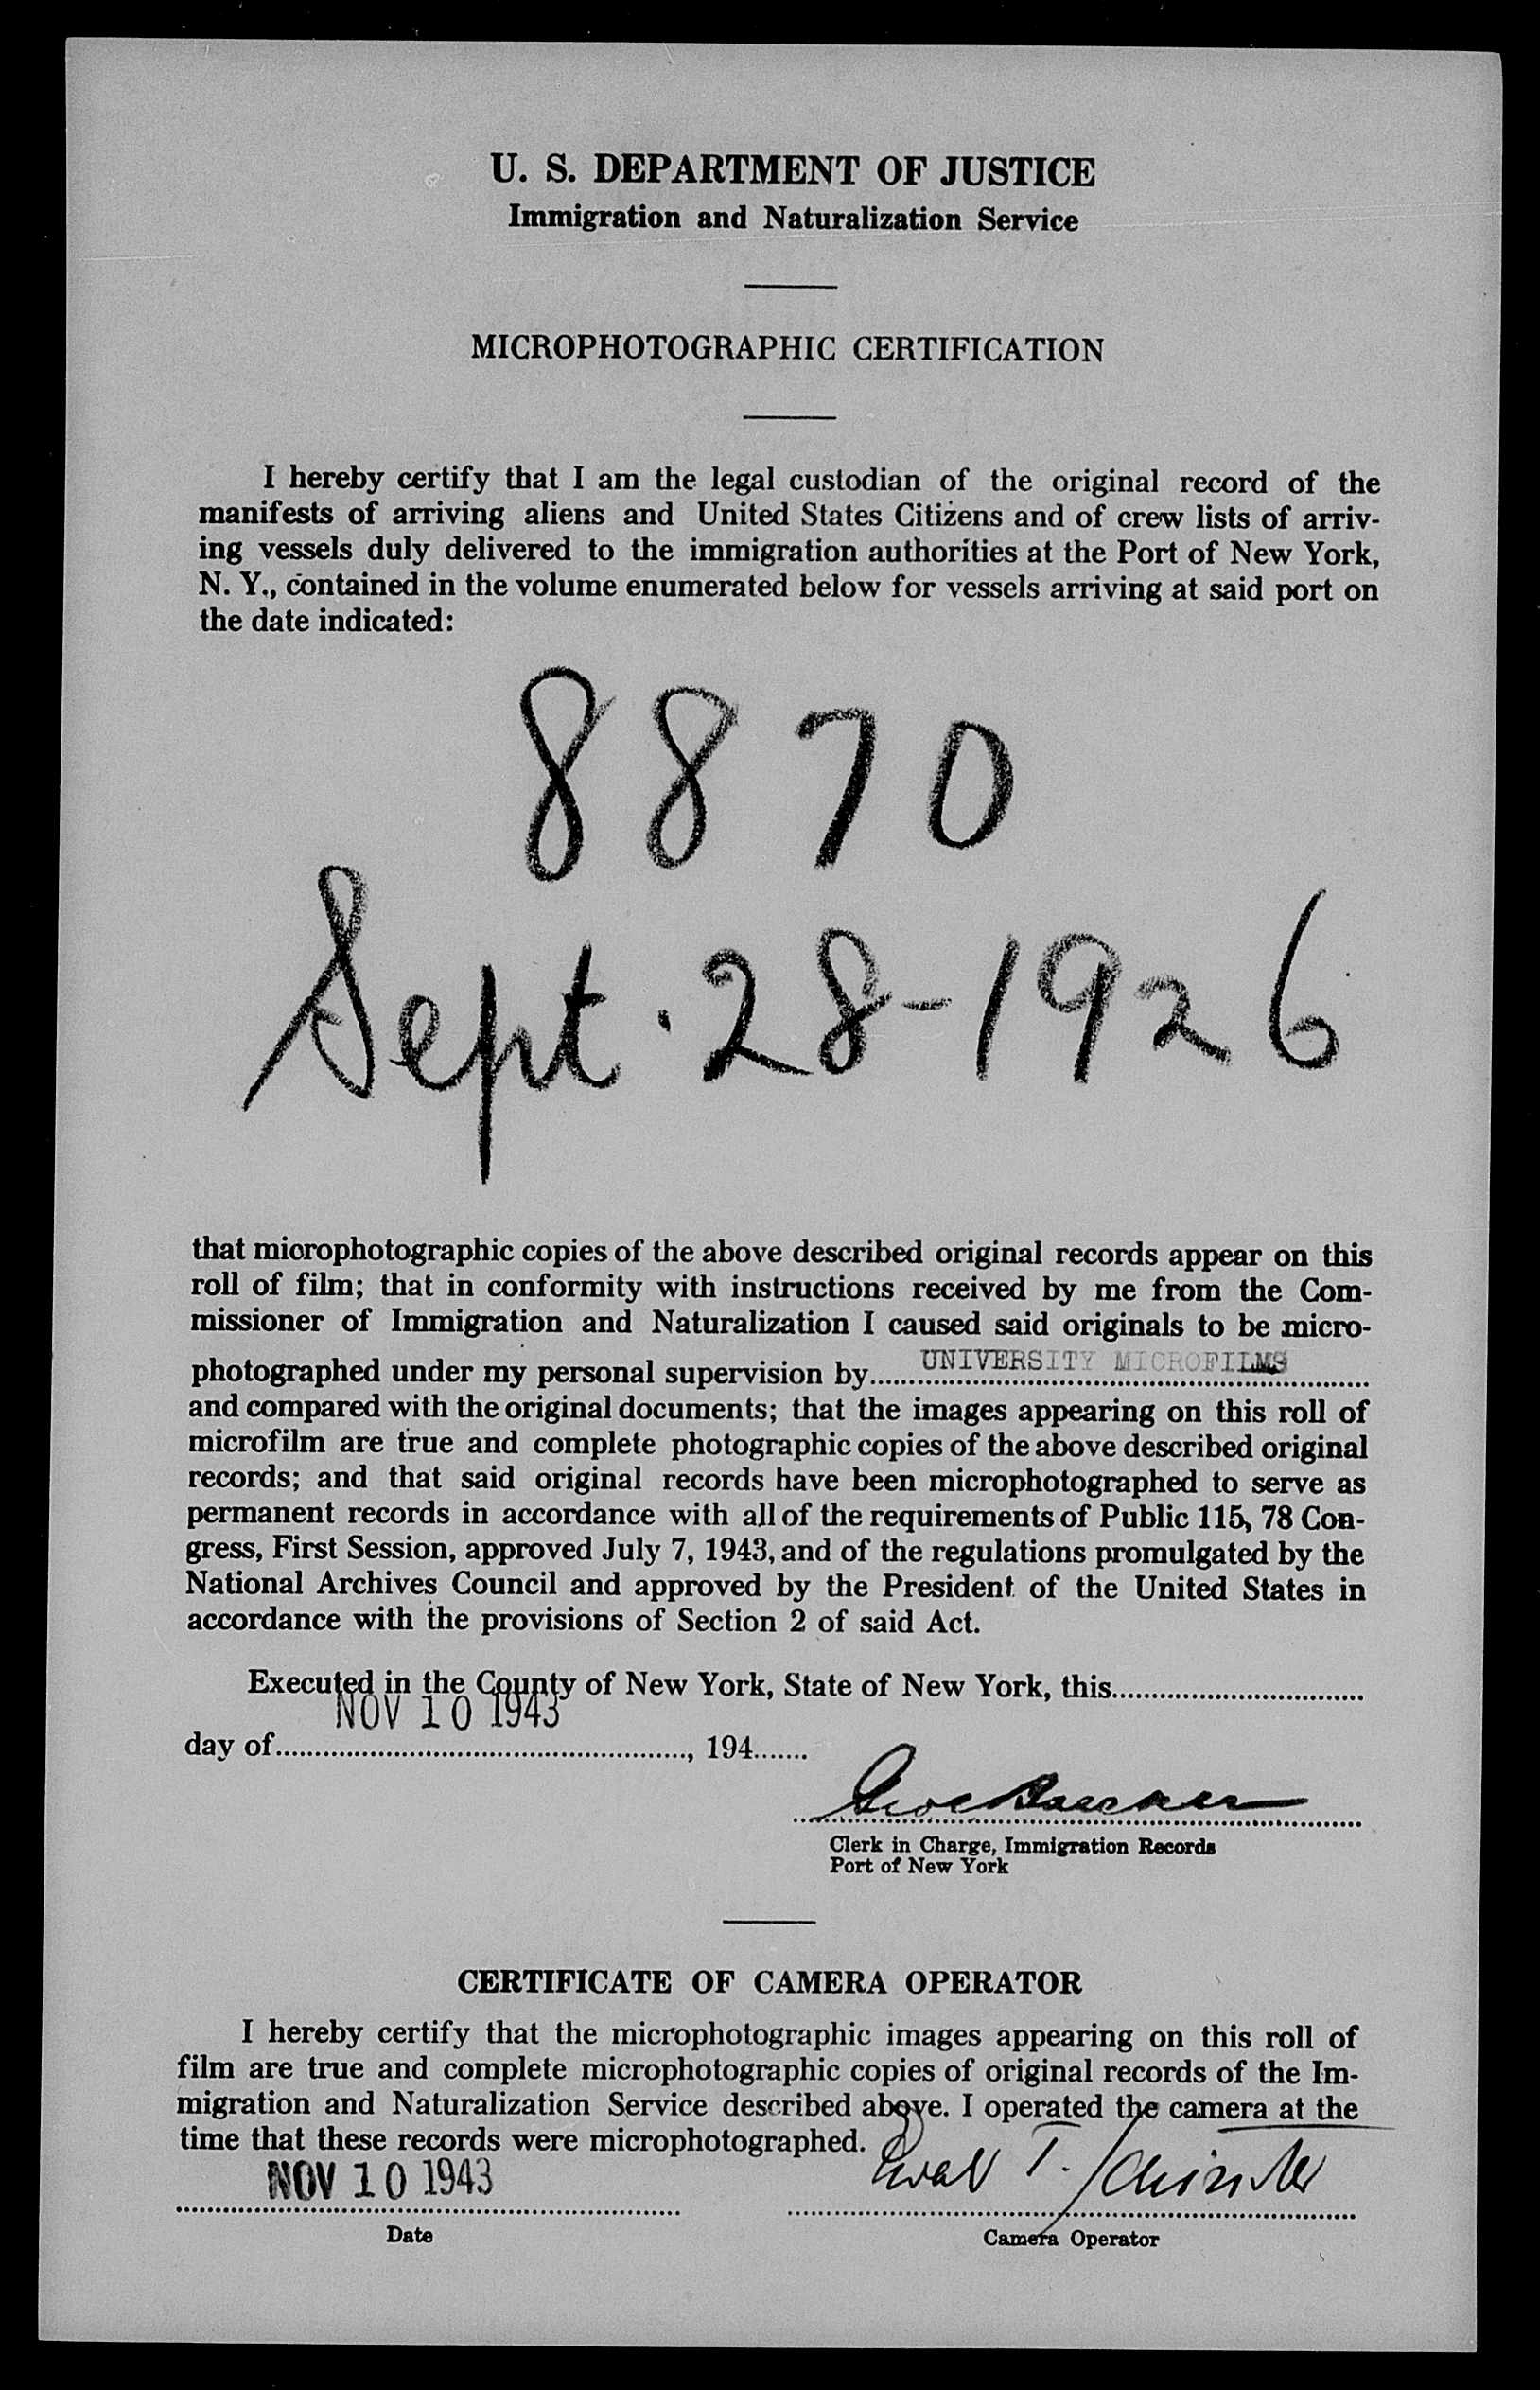 U. S. DEPARTMENT OF JUSTICE
Immigration and Naturalization Service
MICROPHOTOGRAPHIC CERTIFICATION
I hereby certify that I am the legal custodian of the original record of the
manifests of arriving aliens and United States Citizens and of crew lists of arriv-
ing vessels duly delivered to the immigration authorities at the Port of New York,
N. Y., contained in the volume enumerated below for vessels arriving at said port on
the date indicated:
8870
Sept. 28-1926
that microphotographic copies of the above described original records appear on this
roll of film; that in conformity with instructions received by me from the Com-
missioner of Immigration and Naturalization I caused said originals to be micro-
photographed under my personal supervision by UNIVERSITY MICROFILMS
and compared with the original documents; that the images appearing on this roll of
microfilm are true and complete photographic copies of the above described original
records; and that said original records have been microphotographed to serve as
permanent records in accordance with all of the requirements of Public 115, 78 Con-
gress, First Session, approved July 7, 1943, and of the regulations promulgated by the
National Archives Council and approved by the President of the United States in
accordance with the provisions of Section 2 of said Act.
Executed in the County of New York, State of New York, this
NOV 10 1943
day of , 194
Clerk in Charge, Immigration Records
Port of New York
CERTIFICATE OF CAMERA OPERATOR
I hereby certify that the microphotographic images appearing on this roll of
film are true and complete microphotographic copies of original records of the Im-
migration and Naturalization Service described above. I operated the camera at the
time that these records were microphotographed.
NOV 10 1943
Date
Camera Operator